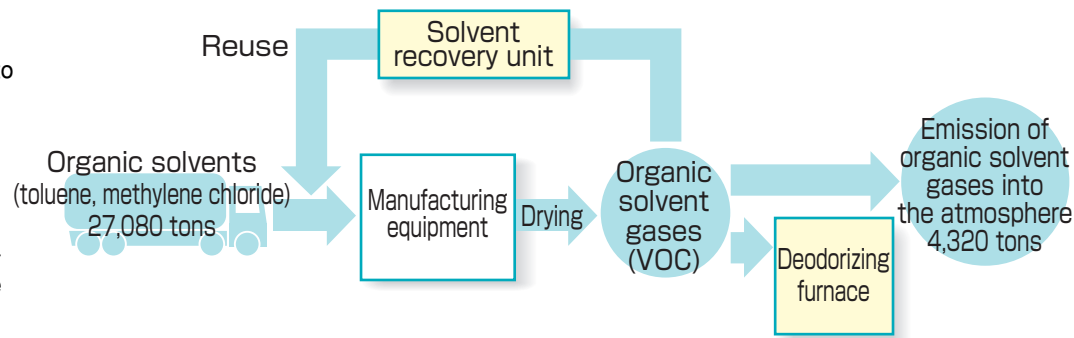 to
Reuse
Solvent
recovery unit
Organic solvents
(toluene, methylene chloride)
27,080 tons
Manufacturing
equipment
Drying
Organic
solvent
gases
(VOC)
Deodorizing
furnace
Emission of
organic solvent
gases into
the atmosphere
4,320 tons